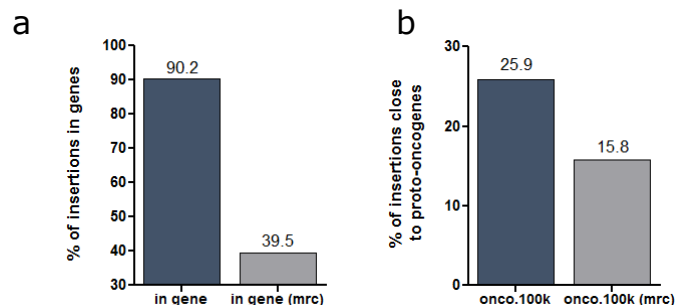 a
% of insertions in genes
100
90
80
70
60
50
40
30
90.2
39.5
in gene
in gene (mrc)
b
% of insertions close
to proto-oncogenes
30
20
10
0
25.9
15.8
onco.100k
onco.100k (mrc)